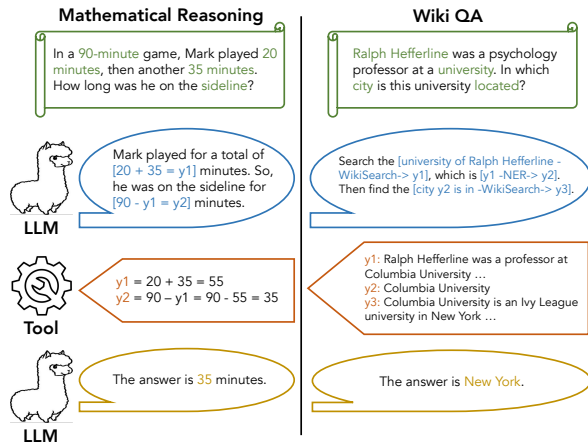 Mathematical Reasoning
In a 90-minute game, Mark played 20
minutes, then another 35 minutes.
How long was he on the sideline?
Mark played for a total of
[20 + 35 = y1] minutes. So,
he was on the sideline for
[90 - y1 = y2] minutes.
LLM
y1 = 20 + 35 = 55
y2 = 90 – y1 = 90 - 55 = 35
Tool
The answer is 35 minutes.
LLM
Wiki QA
Ralph Hefferline was a psychology
professor at a university. In which
city is this university located?
Search the [university of Ralph Hefferline -
WikiSearch-> y1], which is [y1 -NER-> y2].
Then find the [city y2 is in -WikiSearch-> y3].
y1: Ralph Hefferline was a professor at
Columbia University ...
y2: Columbia University
y3: Columbia University is an Ivy League
university in New York ...
The answer is New York.